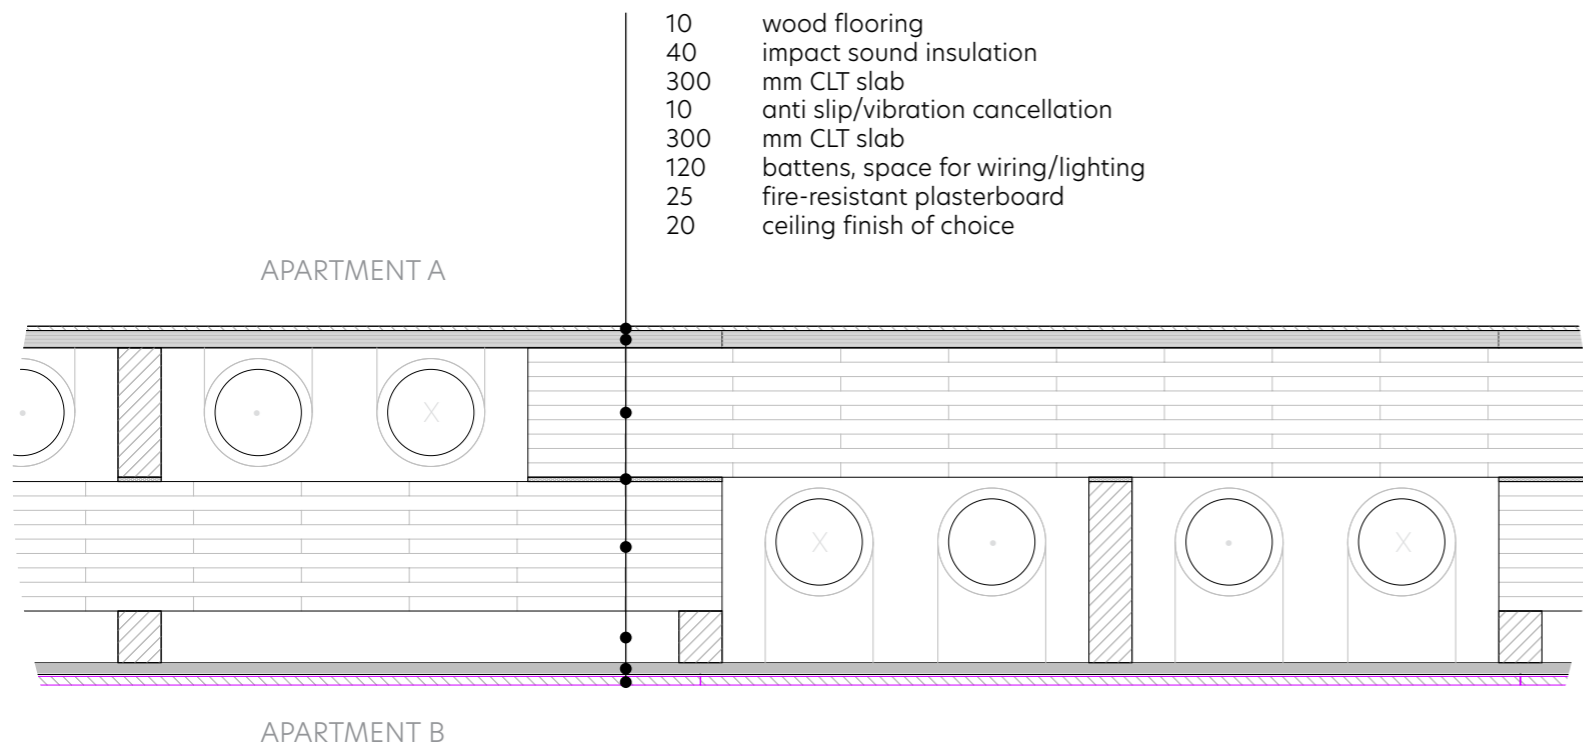 10 wood flooring
40 impact sound insulation
300 mm CLT slab
10 anti slip/vibration cancellation
300 mm CLT slab
120 battens, space for wiring/lighting
25 fire-resistant plasterboard
20 ceiling finish of choice
APARTMENT A
X
X
X
APARTMENT B